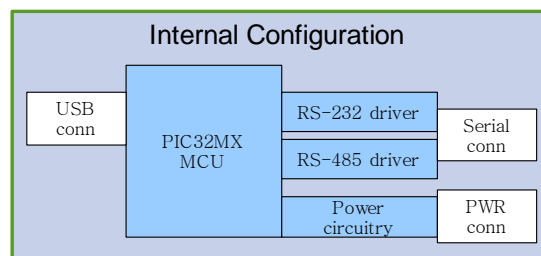 Internal Configuration
USB
conn
PIC32MX
MCU
RS-232 driver
RS-485 driver
Serial
conn
Power
circuitry
PWR
conn